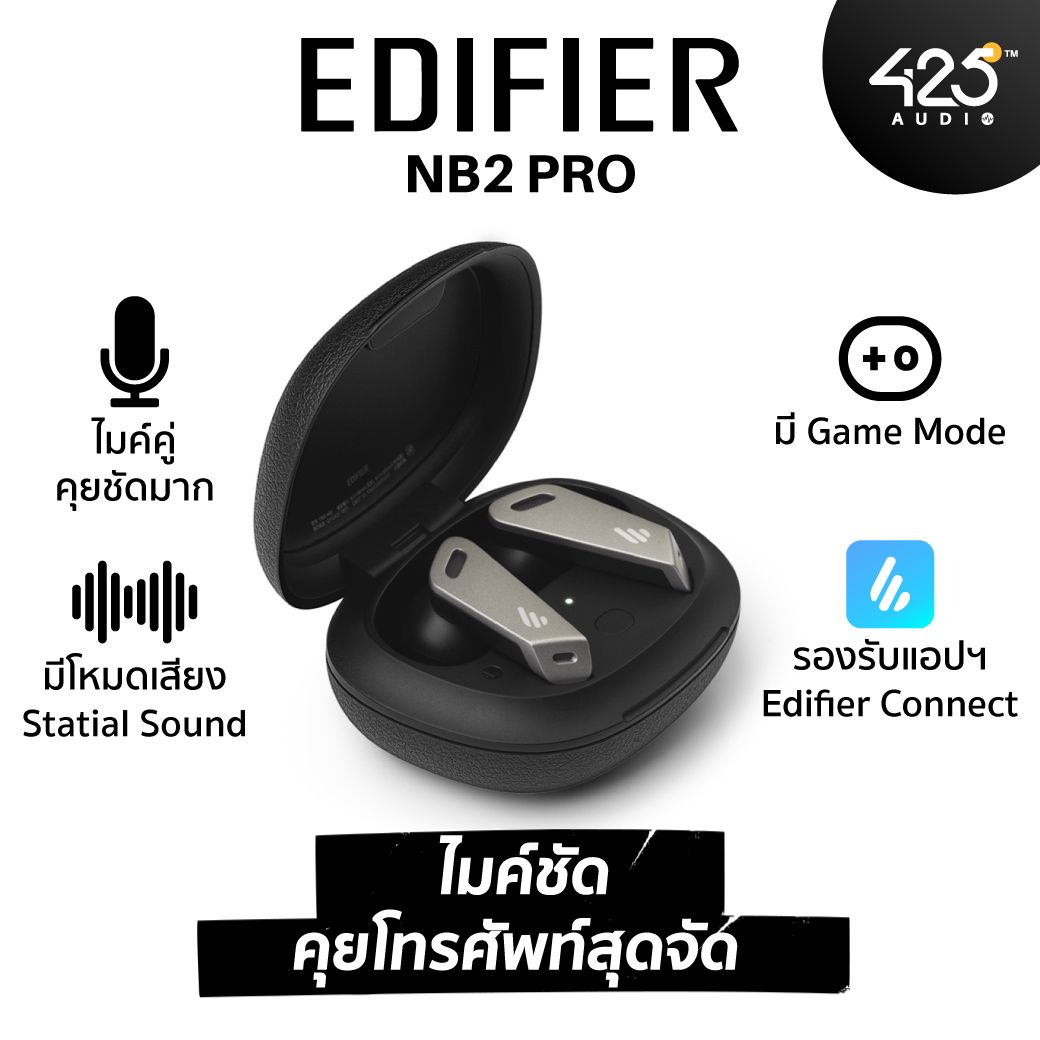 EDIFIER
NB2 PRO
425 TM
AUDIO
ไมค์คู่
คุยชัดมาก
มี Game Mode
มีโหมดเสียง
Statial Sound
รองรับแอปฯ
Edifier Connect
EDIFIER
ไมค์ชัด
คุยโทรศัพท์สุดจัด